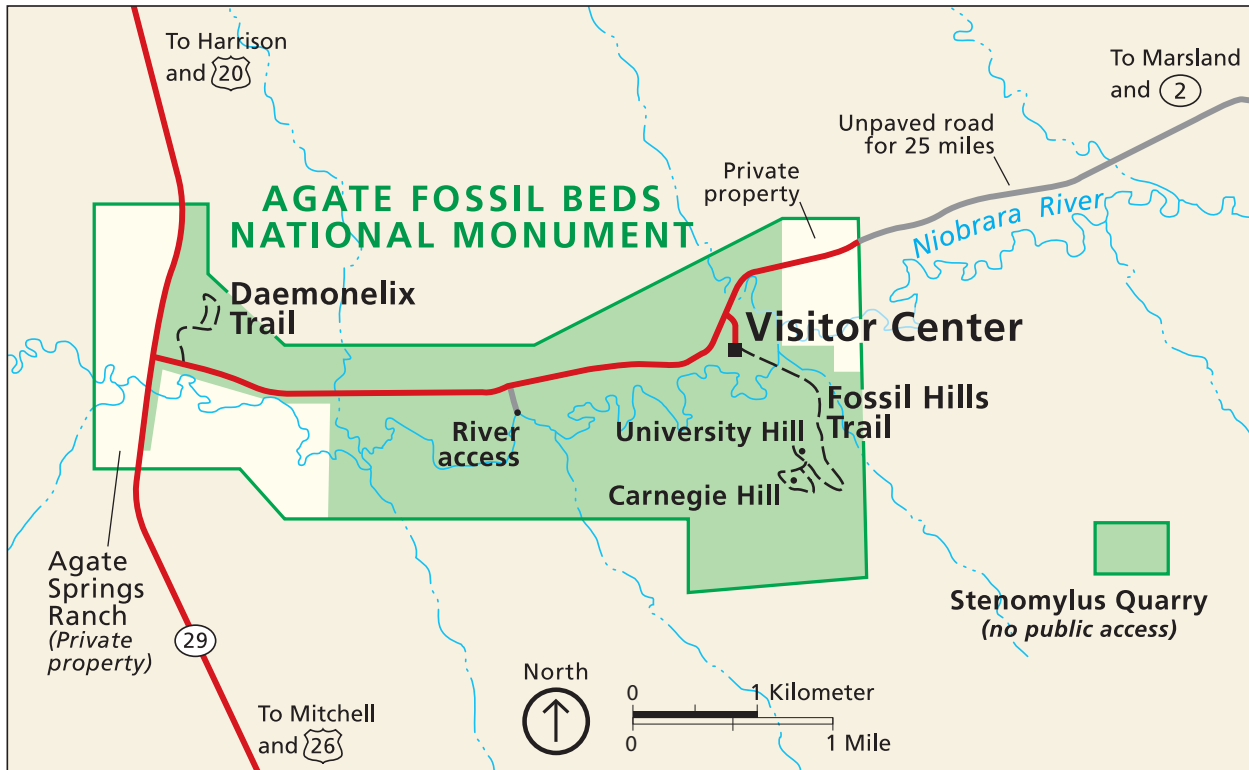 To Harrison
and 20
To Marsland
and 2
Unpaved road
for 25 miles
Private
property
AGATE FOSSIL BEDS
NATIONAL MONUMENT
Niobrara River
Daemonelix
Trail
Visitor Center
Fossil Hills
Trail
River
access
University Hill
Carnegie Hill
Agate
Springs
Ranch
(Private
property)
Stenomylus Quarry
(no public access)
29
North
0 1 Kilometer
0 1 Mile
To Mitchell
and 26